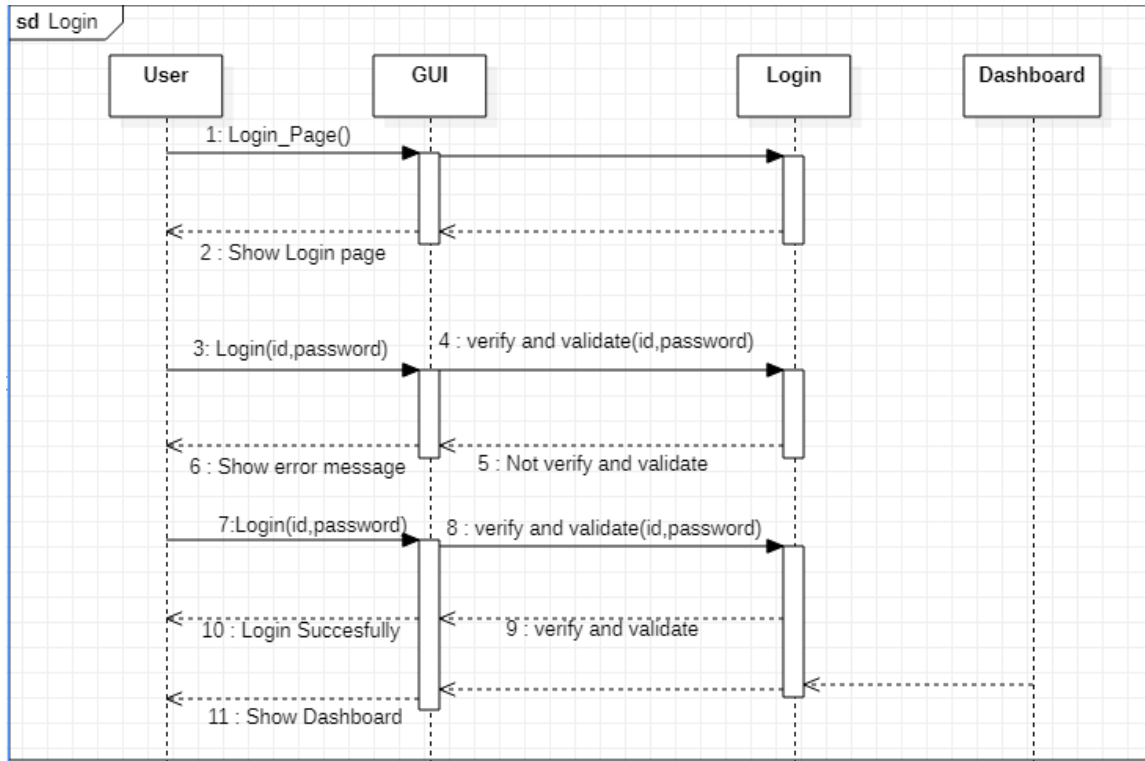 sd Login
User
GUI
Login
Dashboard
1: Login_Page()
2 : Show Login page
3: Login(id,password)
4 : verify and validate(id,password)
6 : Show error message
5 : Not verify and validate
7:Login(id,password)
8 : verify and validate(id,password)
10 : Login Succesfully
9 : verify and validate
11 : Show Dashboard